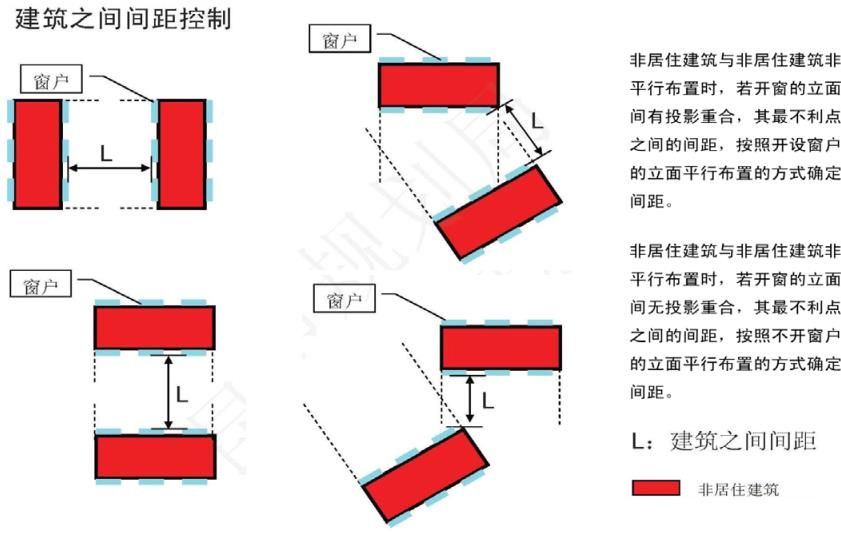 建筑之间间距控制
窗户
L
窗户
L
窗户
L
窗户
L
非居住建筑与非居住建筑非
平行布置时，若开窗的立面
间有投影重合，其最不利点
之间的间距，按照开设窗户
的立面平行布置的方式确定
间距。
非居住建筑与非居住建筑非
平行布置时，若开窗的立面
间无投影重合，其最不利点
之间的间距，按照不开窗户
的立面平行布置的方式确定
间距。
L：建筑之间间距
非居住建筑